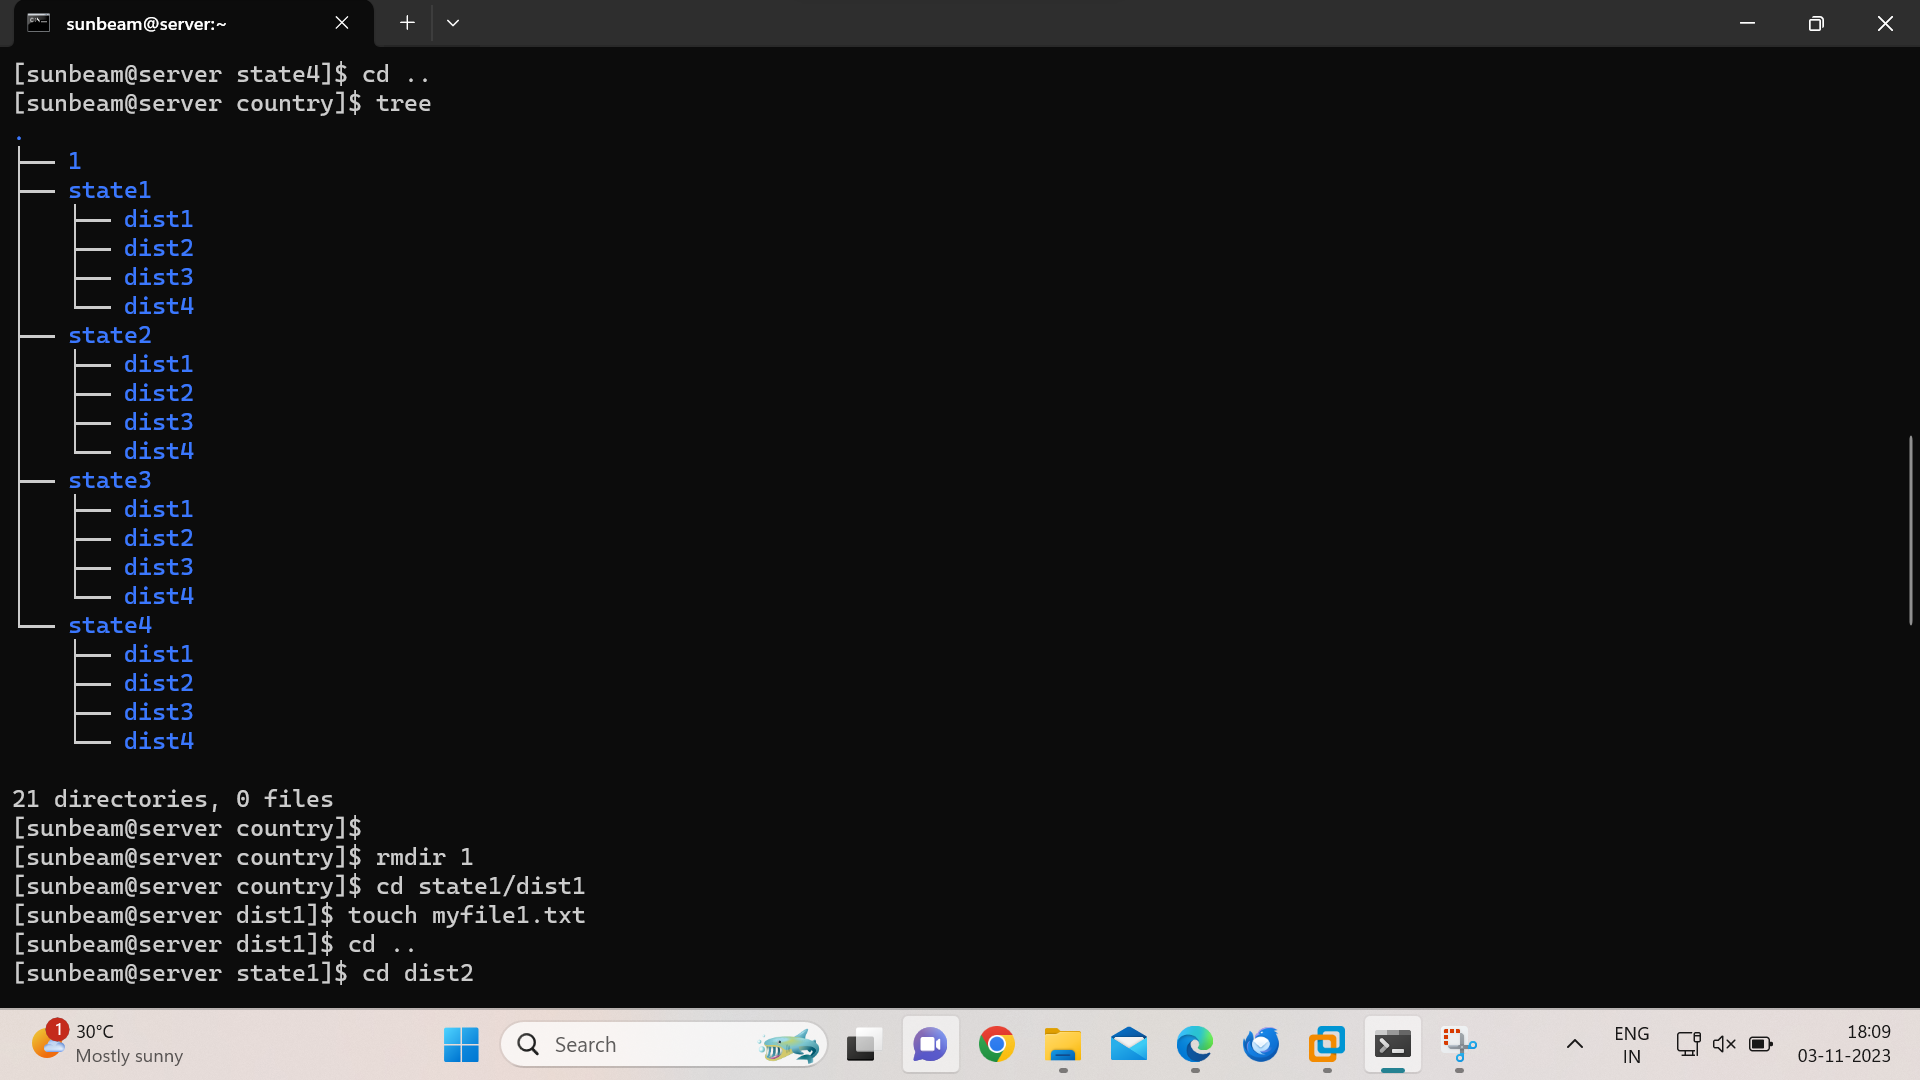 sunbeam@server:~
[sunbeam@server state4]$ cd ..
[sunbeam@server country]$ tree
.
├── 1
├── state1
│   ├── dist1
│   ├── dist2
│   ├── dist3
│   └── dist4
├── state2
│   ├── dist1
│   ├── dist2
│   ├── dist3
│   └── dist4
├── state3
│   ├── dist1
│   ├── dist2
│   ├── dist3
│   └── dist4
└── state4
    ├── dist1
    ├── dist2
    ├── dist3
    └── dist4
21 directories, 0 files
[sunbeam@server country]$
[sunbeam@server country]$ rmdir 1
[sunbeam@server country]$ cd state1/dist1
[sunbeam@server dist1]$ touch myfile1.txt
[sunbeam@server dist1]$ cd ..
[sunbeam@server state1]$ cd dist2
1
30°C
Mostly sunny
Search
ENG
IN
18:09
03-11-2023